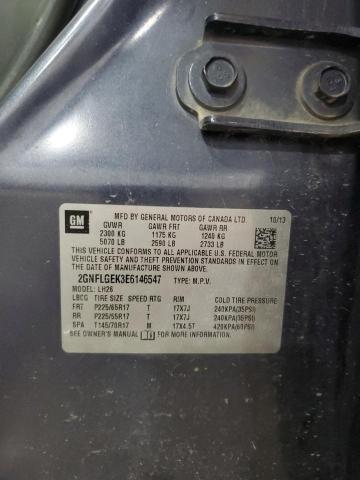 GM
MFD BY GENERAL MOTORS OF CANADA LTD. 10/13
GVWR GAWR FRT GAWR RR
2300 KG 1175 KG 1240 KG
5070 LB 2590 LB 2733 LB
THIS VEHICLE CONFORMS TO ALL APPLICABLE U.S. FEDERAL MOTOR
VEHICLE SAFETY AND THEFT PREVENTION STANDARDS IN EFFECT ON
THE DATE OF MANUFACTURE SHOWN ABOVE.
2GNFLGEK3E6146547 TYPE: M.P.V.
MODEL: LH26
LBCG TIRE SIZE SPEED RTG RIM COLD TIRE PRESSURE
FRT P225/65R17 T 17X7J 240KPA(35PSI)
RR P225/65R17 T 17X7J 240KPA(35PSI)
SPA T145/70R17 M 17X4.5T 420KPA(60PSI)
SEE OWNER'S MANUAL FOR MORE INFORMATION.